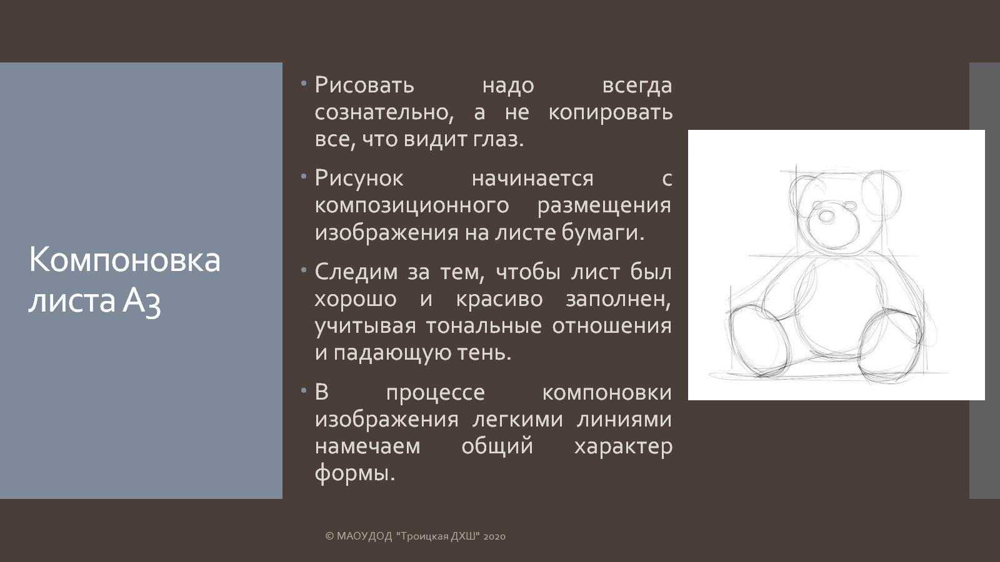 Компоновка
листа А3
• Рисовать надо всегда
сознательно, а не копировать
все, что видит глаз.
• Рисунок начинается с
композиционного размещения
изображения на листе бумаги.
• Следим за тем, чтобы лист был
хорошо и красиво заполнен,
учитывая тональные отношения
и падающую тень.
• В процессе компоновки
изображения легкими линиями
намечаем общий характер
формы.
© МАОУДОД "Троицкая ДХШ" 2020